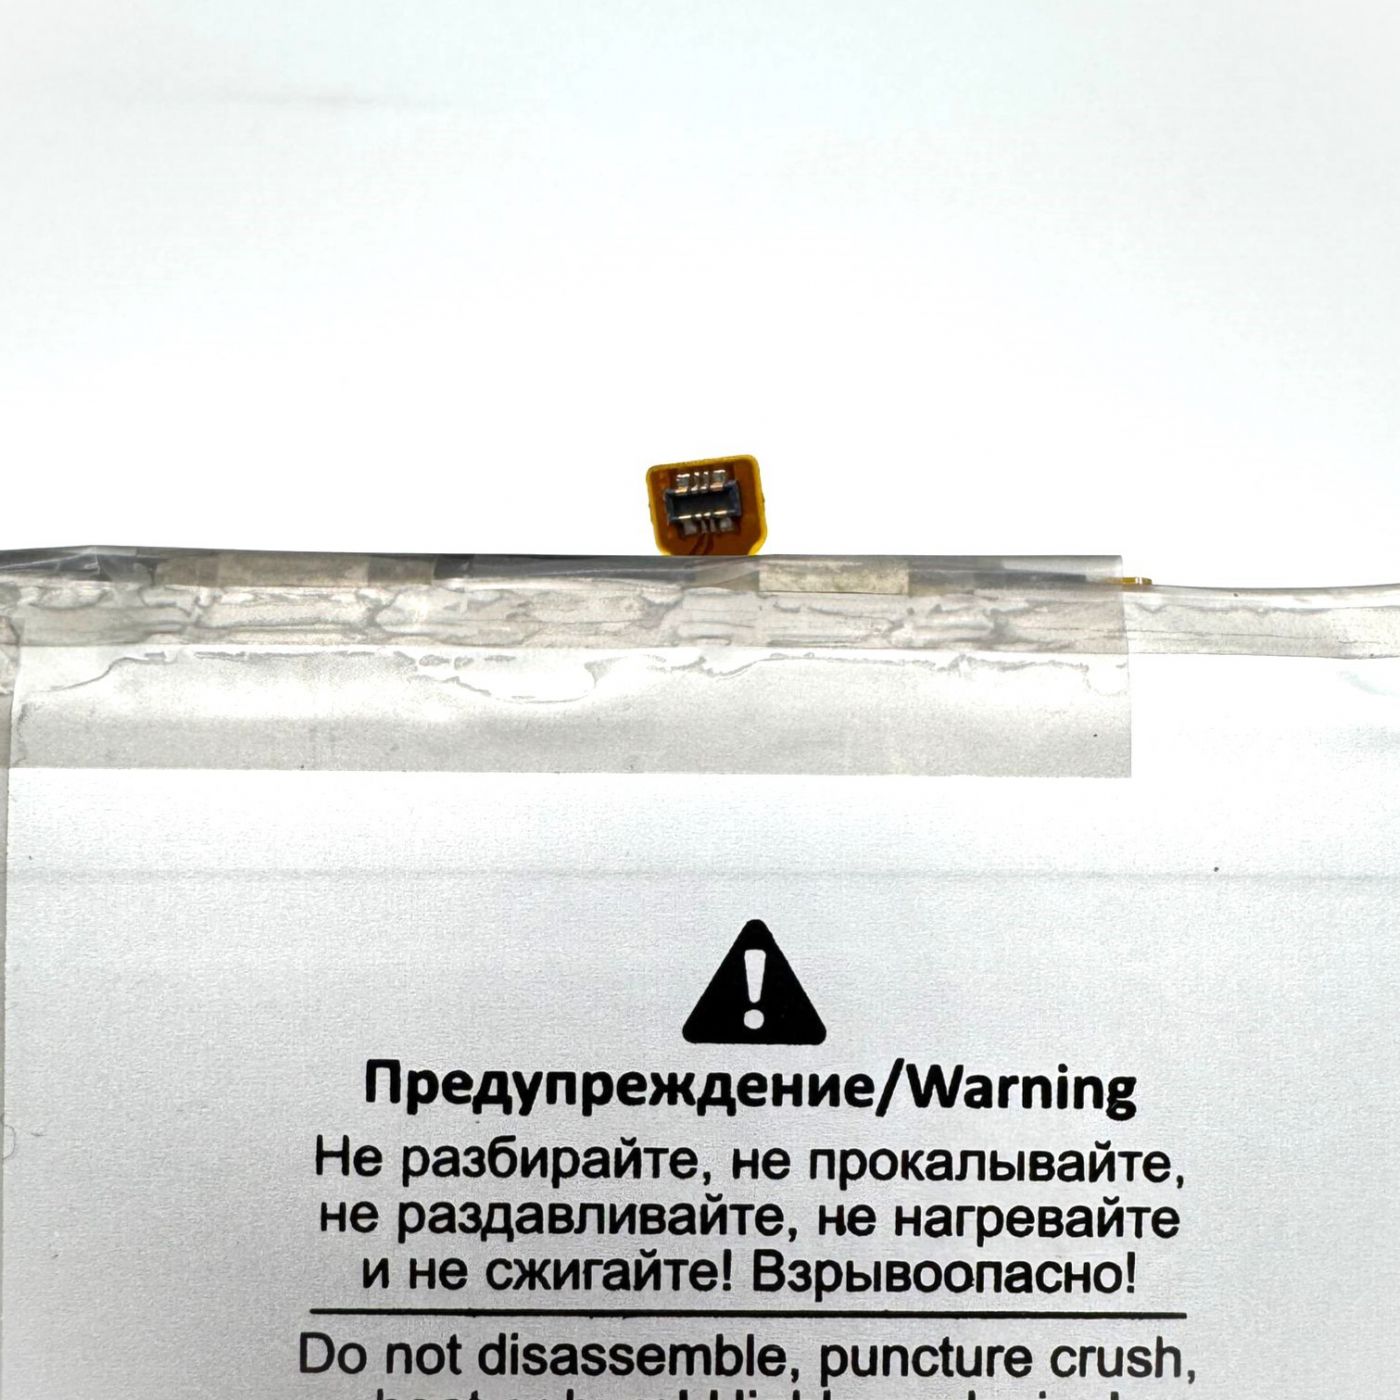 Предупреждение/Warning
Не разбирайте, не прокалывайте,
не раздавливайте, не нагревайте
и не сжигайте! Взрывоопасно!
Do not disassemble, puncture crush,